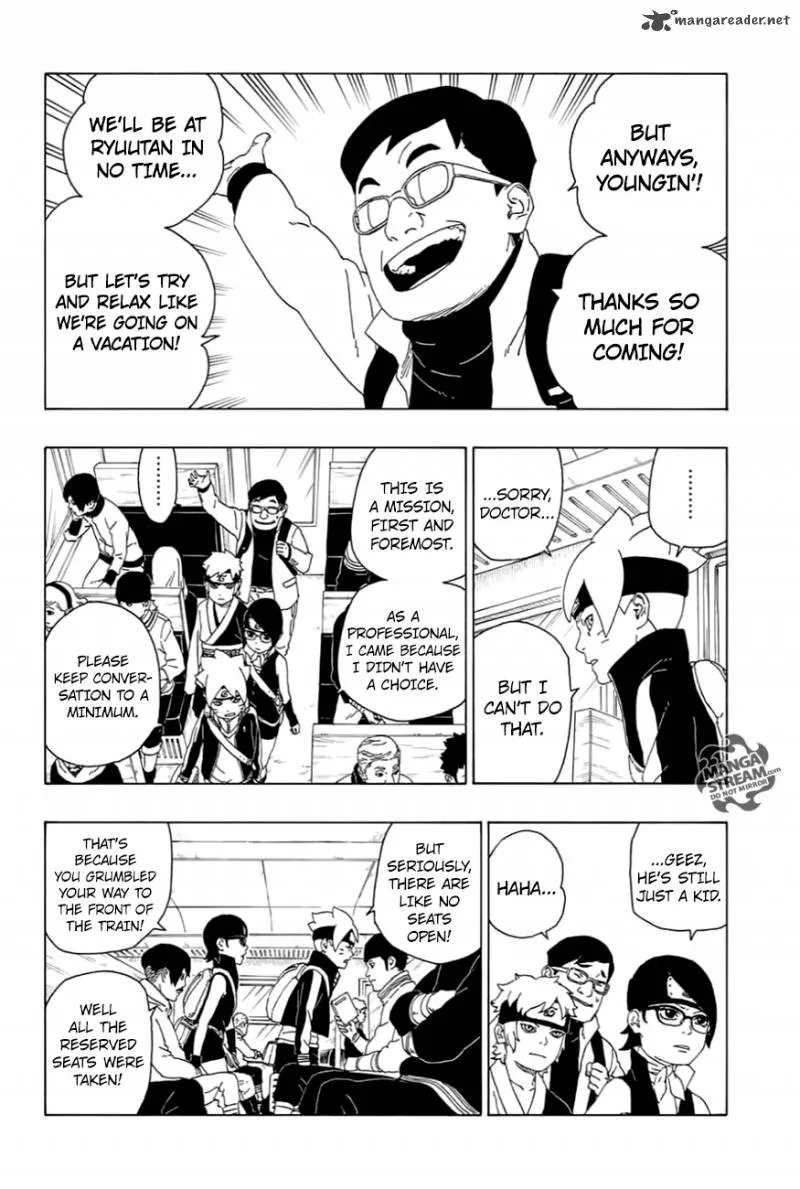 mangareader.net
BUT
ANYWAYS,
YOUNGIN'!
THANKS SO
MUCH FOR
COMING!
WE'LL BE AT
RYUUTAN IN
NO TIME...
BUT LET'S TRY
AND RELAX LIKE
WE'RE GOING ON
A VACATION!
........
...SORRY,
DOCTOR...
BUT I
CAN'T DO
THAT.
THIS IS
A MISSION,
FIRST AND
FOREMOST.
AS A
PROFESSIONAL,
I CAME BECAUSE
I DIDN'T HAVE
A CHOICE.
........
PLEASE
KEEP CONVER-
SATION TO A
MINIMUM.
MANGA
STREAM.com
DO NOT MIRROR
...GEEZ,
HE'S STILL
JUST A KID.
HAHA...
BUT
SERIOUSLY,
THERE ARE
LIKE NO
SEATS
OPEN!
THAT'S
BECAUSE
YOU GRUMBLED
YOUR WAY TO
THE FRONT OF
THE TRAIN!
WELL
ALL THE
RESERVED
SEATS WERE
TAKEN!